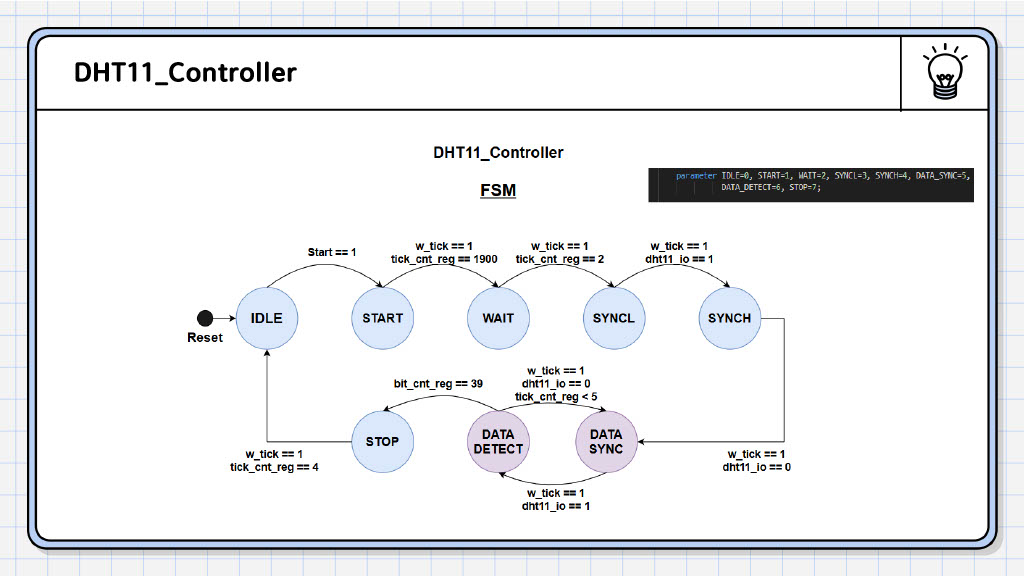 DHT11_Controller
DHT11_Controller
FSM
parameter IDLE=0, START=1, WAIT=2, SYNCL=3, SYNCH=4, DATA_SYNC=5,
DATA_DETECT=6, STOP=7;
Start == 1
w_tick == 1
tick_cnt_reg == 1900
w_tick == 1
tick_cnt_reg == 2
w_tick == 1
dht11_io == 1
Reset
IDLE
START
WAIT
SYNCL
SYNCH
bit_cnt_reg == 39
w_tick == 1
dht11_io == 0
tick_cnt_reg < 5
STOP
DATA
DETECT
DATA
SYNC
w_tick == 1
tick_cnt_reg == 4
w_tick == 1
dht11_io == 0
w_tick == 1
dht11_io == 1